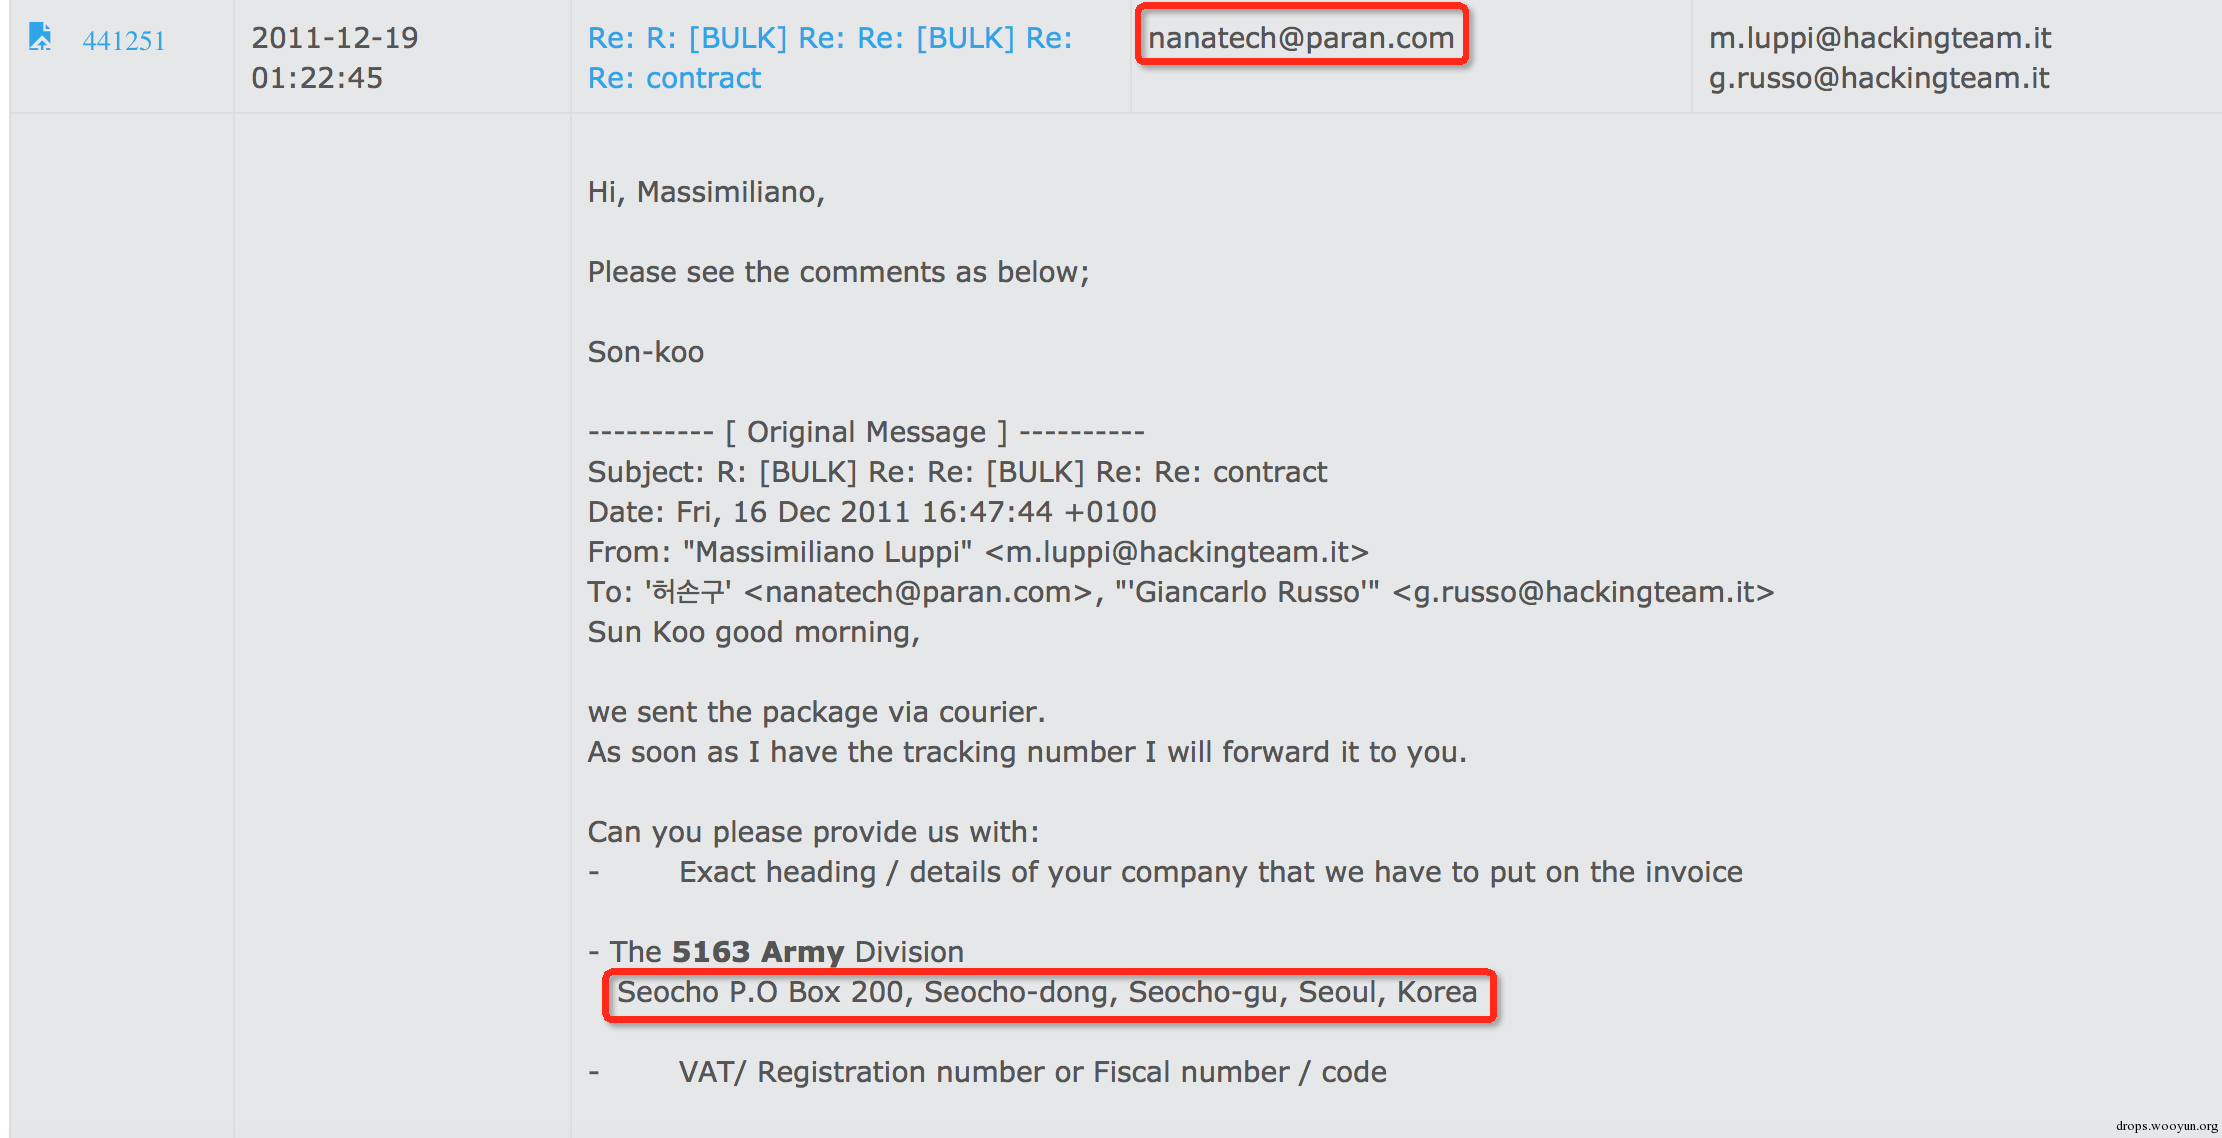 441251
2011-12-19
01:22:45
Re: R: [BULK] Re: Re: [BULK] Re:
Re: contract
nanatech@paran.com
m.luppi@hackingteam.it
g.russo@hackingteam.it
Hi, Massimiliano,
Please see the comments as below;
Son-koo
---------- [ Original Message ] ----------
Subject: R: [BULK] Re: Re: [BULK] Re: Re: contract
Date: Fri, 16 Dec 2011 16:47:44 +0100
From: "Massimiliano Luppi" <m.luppi@hackingteam.it>
To: '허손구' <nanatech@paran.com>, "'Giancarlo Russo'" <g.russo@hackingteam.it>
Sun Koo good morning,
we sent the package via courier.
As soon as I have the tracking number I will forward it to you.
Can you please provide us with:
- Exact heading / details of your company that we have to put on the invoice
- The 5163 Army Division
Seocho P.O Box 200, Seocho-dong, Seocho-gu, Seoul, Korea
- VAT/ Registration number or Fiscal number / code
drops.wooyun.org